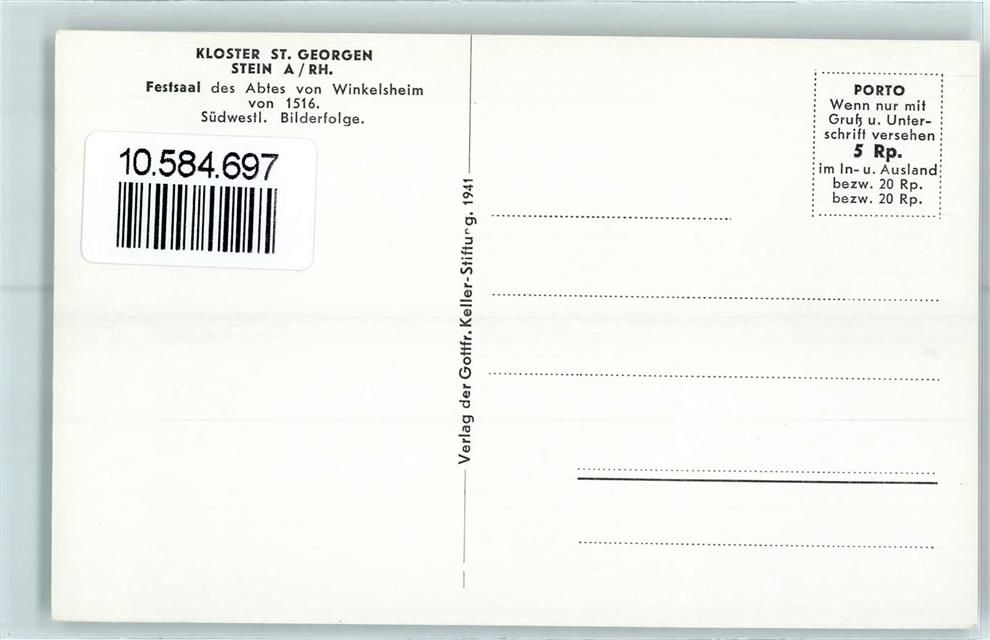 KLOSTER ST. GEORGEN
STEIN A/RH.
Festsaal des Abtes von Winkelsheim
von 1516.
Südwestl. Bilderfolge.
10.584.697
Verlag der Gottfr. Keller-Stiftung. 1941
PORTO
Wenn nur mit
Gruß u. Unter-
schrift versehen
5 Rp.
im In- u. Ausland
bezw. 20 Rp.
bezw. 20 Rp.